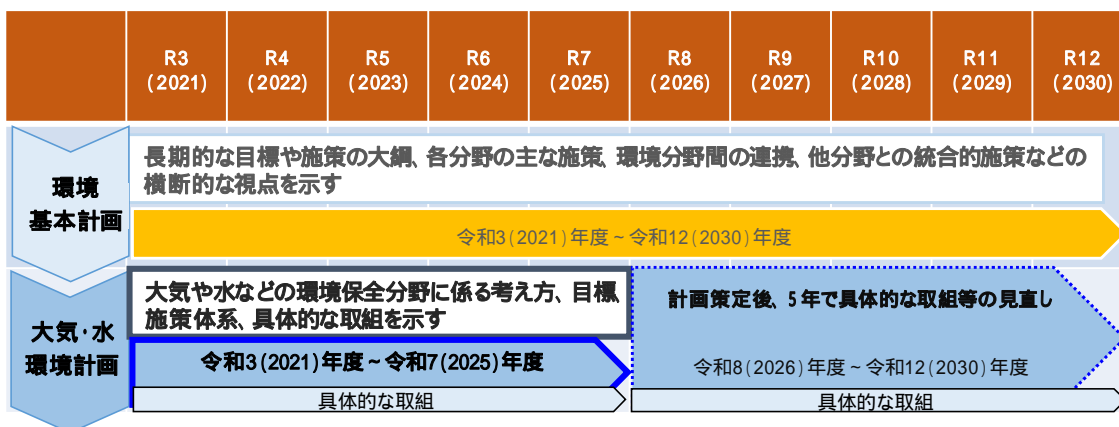 R3 R4 R5 R6 R7 R8 R9 R10 R11 R12
(2021) (2022) (2023) (2024) (2025) (2026) (2027) (2028) (2029) (2030)
環境
基本計画
長期的な目標や施策の大綱、各分野の主な施策、環境分野間の連携、他分野との統合的施策などの
横断的な視点を示す
令和3(2021)年度~令和12(2030)年度
大気・水
環境計画
大気や水などの環境保全分野に係る考え方、目標、
施策体系、具体的な取組を示す
令和3(2021)年度~令和7(2025)年度
具体的な取組
計画策定後、5年で具体的な取組等の見直し
令和8(2026)年度~令和12(2030)年度
具体的な取組